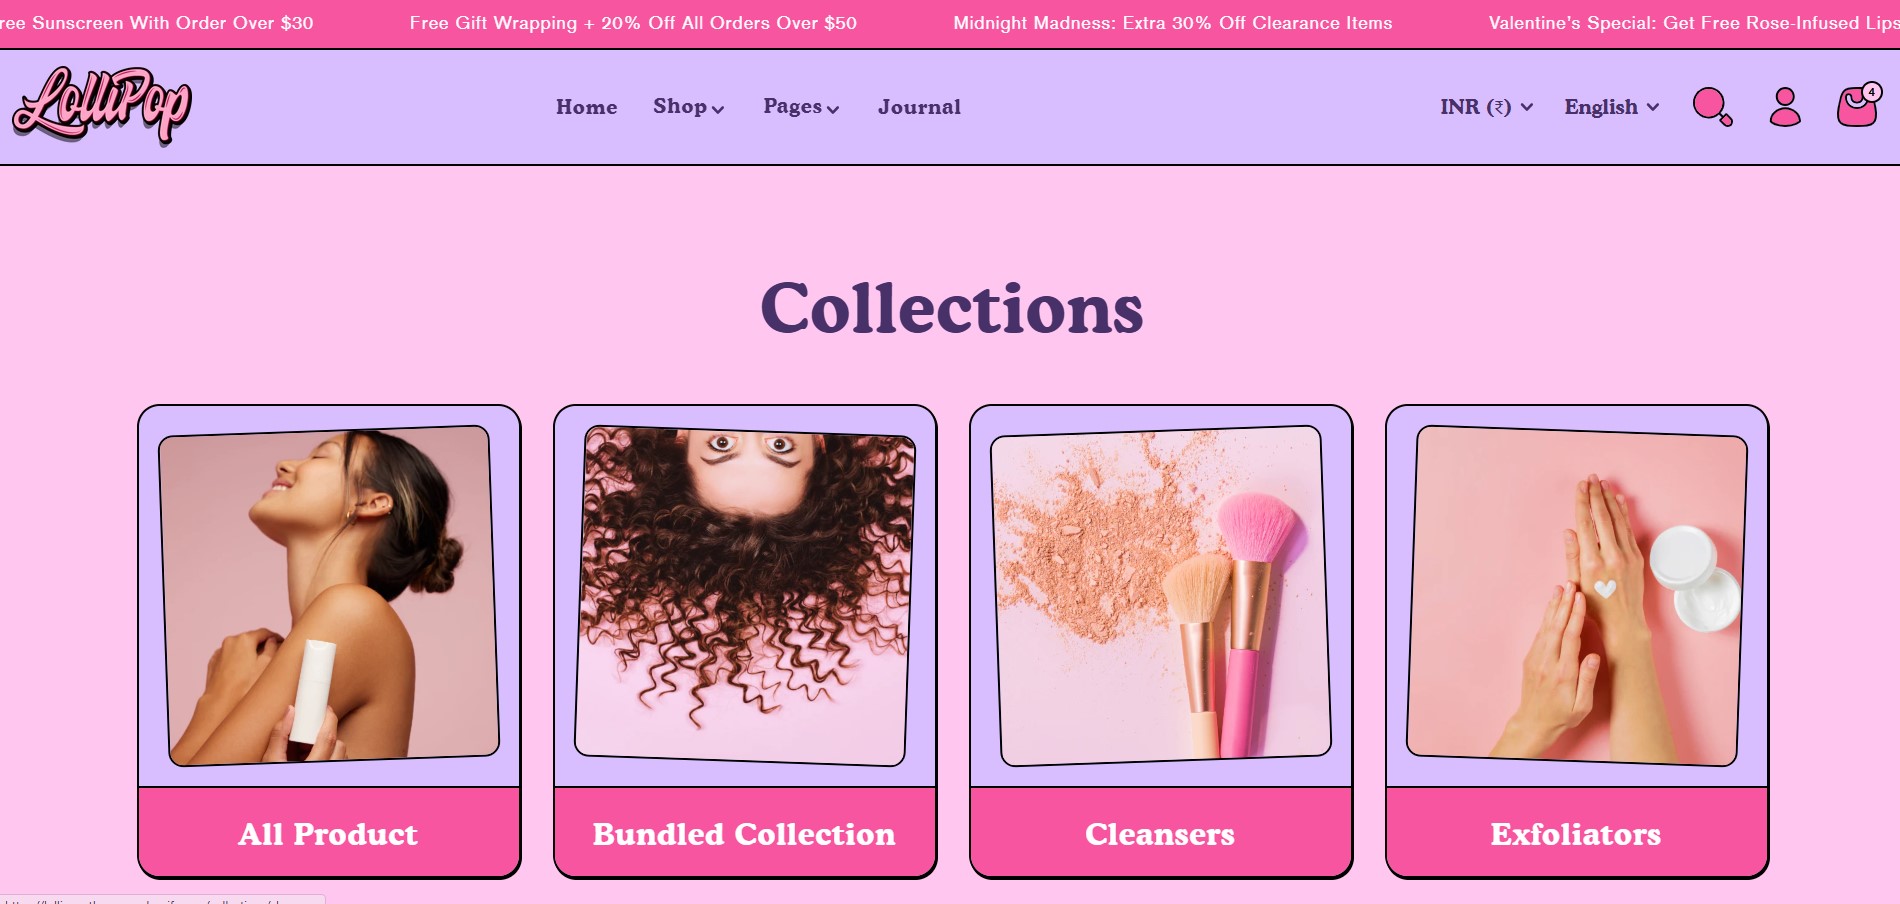 ree Sunscreen With Order Over $30
Free Gift Wrapping + 20% Off All Orders Over $50
Midnight Madness: Extra 30% Off Clearance Items
Valentine's Special: Get Free Rose-Infused Lips
LolliPop
Home
Shop
Pages
Journal
INR (₹)
English
4
Collections
All Product
Bundled Collection
Cleansers
Exfoliators